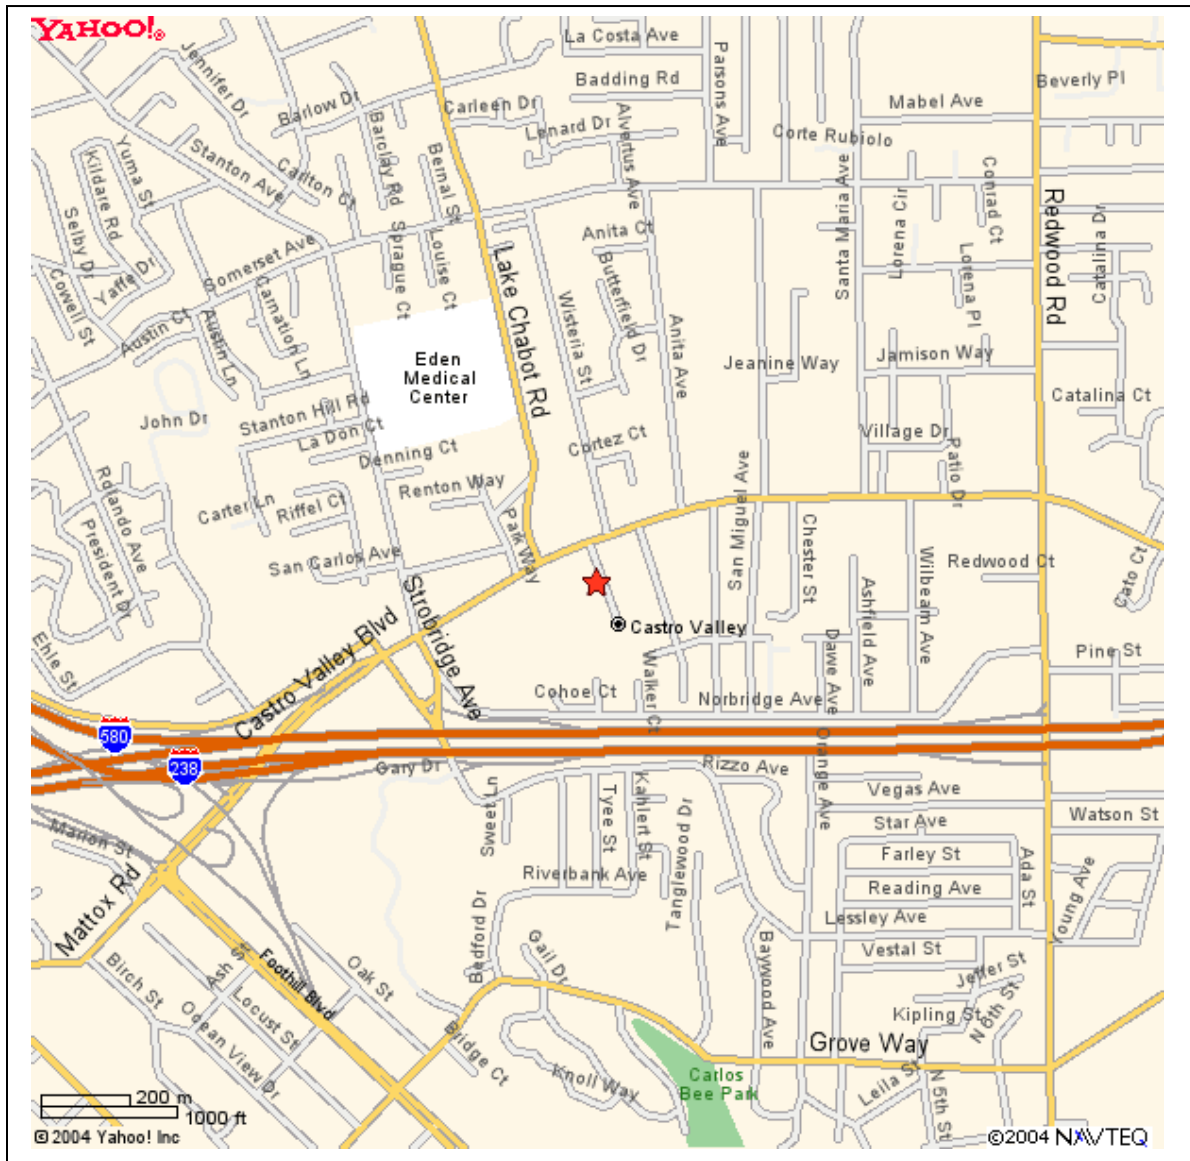 YAHOO!®
La Costa Ave
Badding Rd
Parsons Ave
Beverly Pl
Jennifer Dr
Barlow Dr
Carleen Dr
Mabel Ave
Lenard Dr
Alvertus Ave
Corte Rubiolo
Yuma St
Kildare Rd
Stanton Ave
Carlton Ct
Barclay Rd
Bernal St
Santa Maria Ave
Lorena Cir
Conrad Ct
Redwood Rd
Catalina Dr
Selby Dr
Yaffe Dr
Somerset Ave
Sprague Ct
Louise Ct
Lake Chabot Rd
Anita Ct
Butterfield Dr
Lorena Pl
Cowell St
Austin Ct
Austin Ln
Carnation Ln
Wisteria St
Anita Ave
Eden
Medical
Center
Jeanine Way
Jamison Way
Catalina Ct
John Dr
Stanton Hill Rd
La Don Ct
Denning Ct
Cortez Ct
Village Dr
Patio Dr
Rolando Ave
President Dr
Carter Ln
Riffel Ct
Renton Way
Park Way
San Carlos Ave
San Miguel Ave
Chester St
Wilbeam Ave
Redwood Ct
Gato Ct
Ashfield Ave
Strobridge Ave
Castro Valley
Castro Valley Blvd
Ehle St
Walker Ct
Dawe Ave
Pine St
Cohoe Ct
Norbridge Ave
580
238
Gary Dr
Rizzo Ave
Orange Ave
Sweet Ln
Tyee St
Kahlert St
Tanglewood Dr
Vegas Ave
Star Ave
Watson St
Farley St
Ada St
Marion St
Mattox Rd
Riverbank Ave
Reading Ave
Young Ave
Lessley Ave
Bedford Dr
Gail Dr
Baywood Ave
Vestal St
Jeffer St
Birch St
Ash St
Foothill Blvd
Oak St
Locust St
Ocean View Dr
Kipling St
N 6th St
Bridge Ct
Grove Way
Knoll Way
Carlos
Bee Park
Leila St
N 5th St
200 m
1000 ft
© 2004 Yahoo! Inc
©2004 NAVTEQ